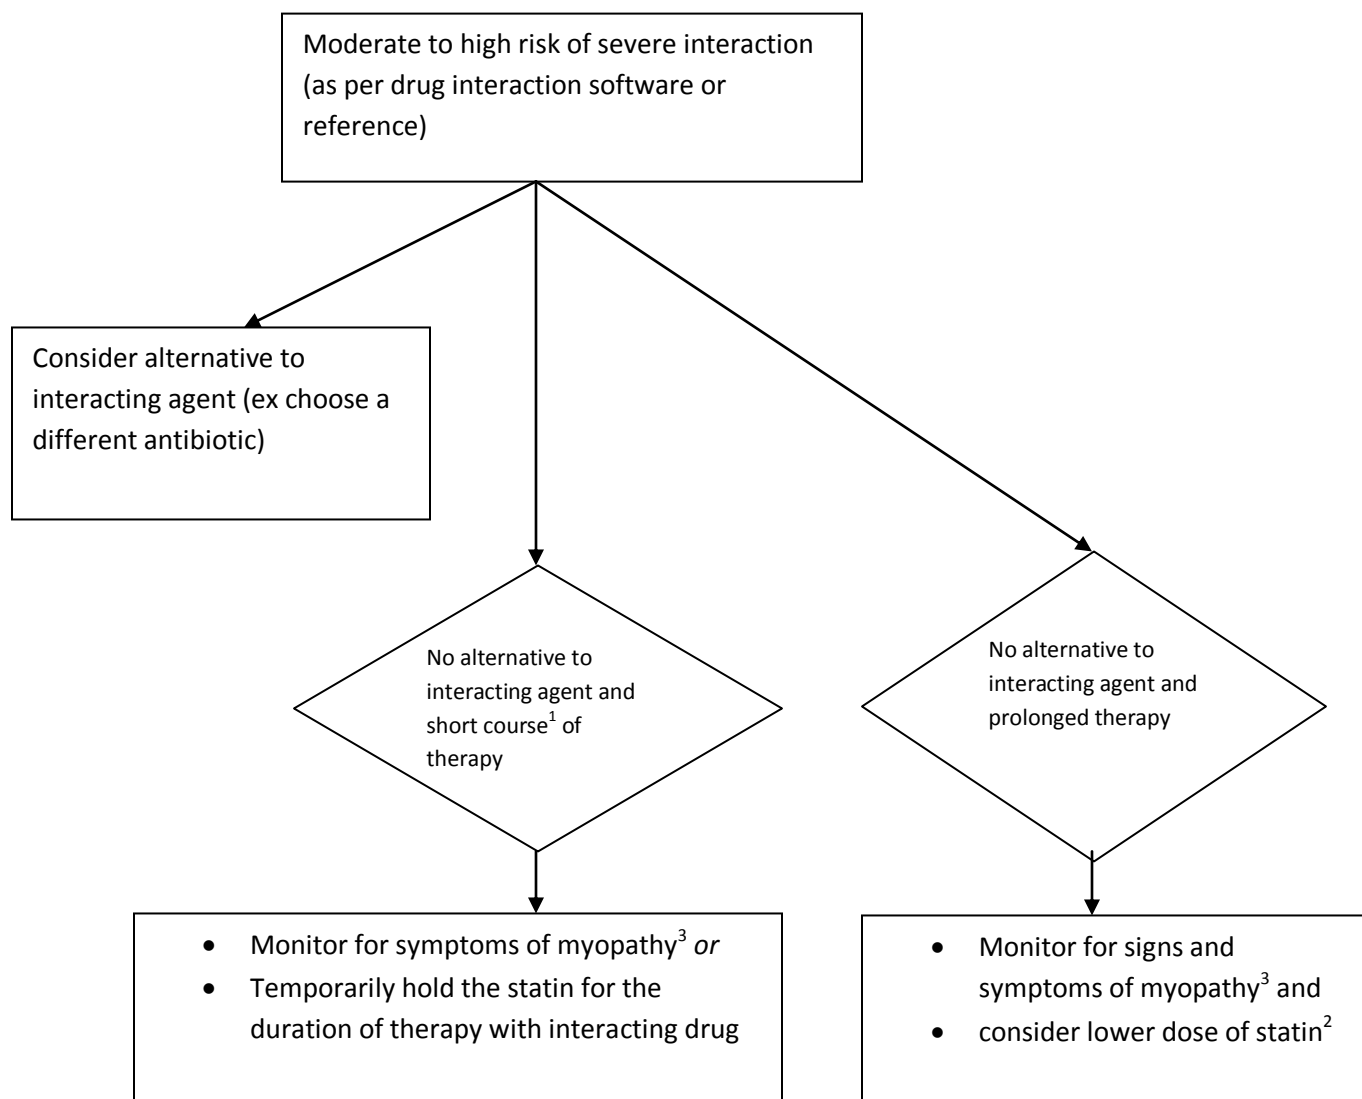 Moderate to high risk of severe interaction
(as per drug interaction software or
reference)
Consider alternative to
interacting agent (ex choose a
different antibiotic)
No alternative to
interacting agent and
short course¹ of
therapy
No alternative to
interacting agent and
prolonged therapy
• Monitor for symptoms of myopathy³ or
• Temporarily hold the statin for the
duration of therapy with interacting drug
• Monitor for signs and
symptoms of myopathy³ and
• consider lower dose of statin²